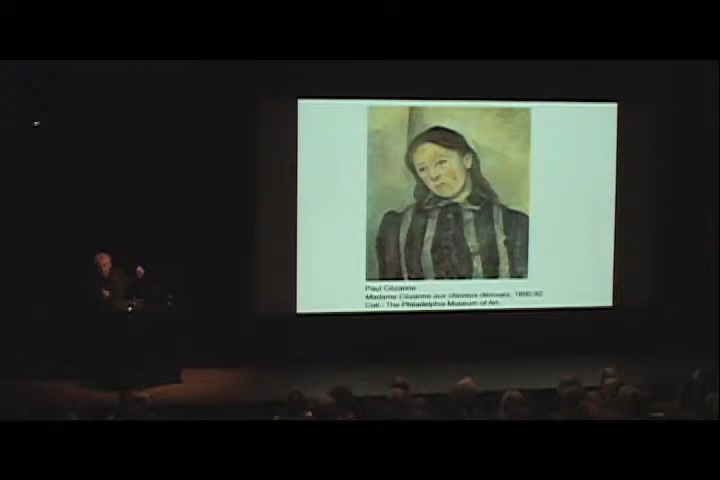 Paul Cézanne
Madame Cézanne aux cheveux dénoués, 1890-92
Coll : The Philadelphia Museum of Art.